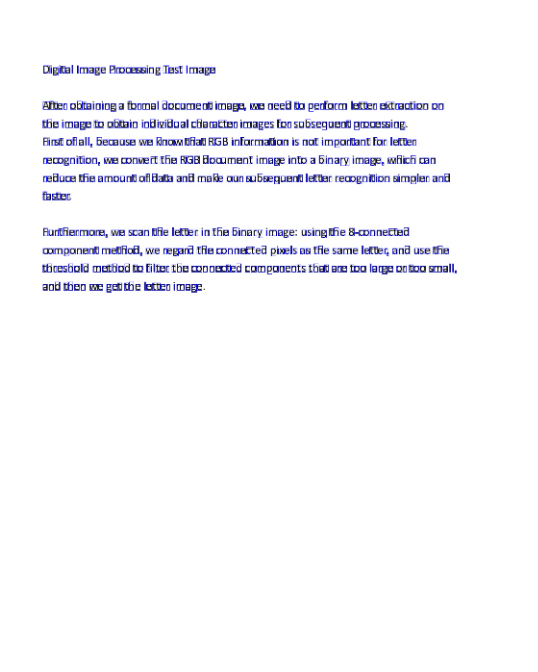 Digital Image Processing Test Image
After obtaining a formal document image, we need to perform letter extraction on
the image to obtain individual character images for subsequent processing.
First of all, because we know that RGB information is not important for letter
recognition, we convert the RGB document image into a binary image, which can
reduce the amount of data and make our subsequent letter recognition simpler and
faster.
Furthermore, we scan the letter in the binary image: using the 8-connected
component method, we regard the connected pixels as the same letter, and use the
threshold method to filter the connected components that are too large or too small,
and then we get the letter image.